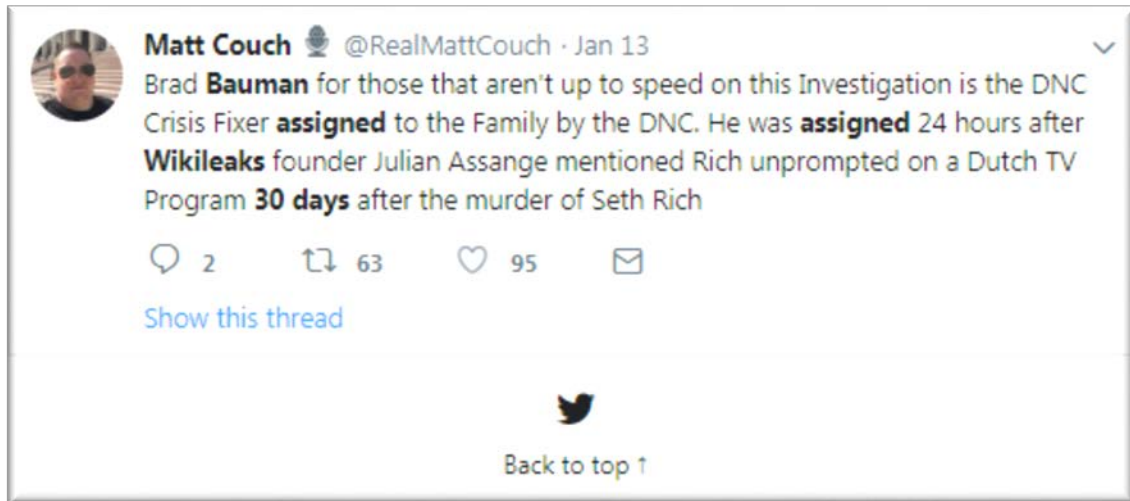 Matt Couch 🎙 @RealMattCouch · Jan 13
Brad Bauman for those that aren't up to speed on this Investigation is the DNC
Crisis Fixer assigned to the Family by the DNC. He was assigned 24 hours after
Wikileaks founder Julian Assange mentioned Rich unprompted on a Dutch TV
Program 30 days after the murder of Seth Rich
2 63 95
Show this thread
Back to top ↑